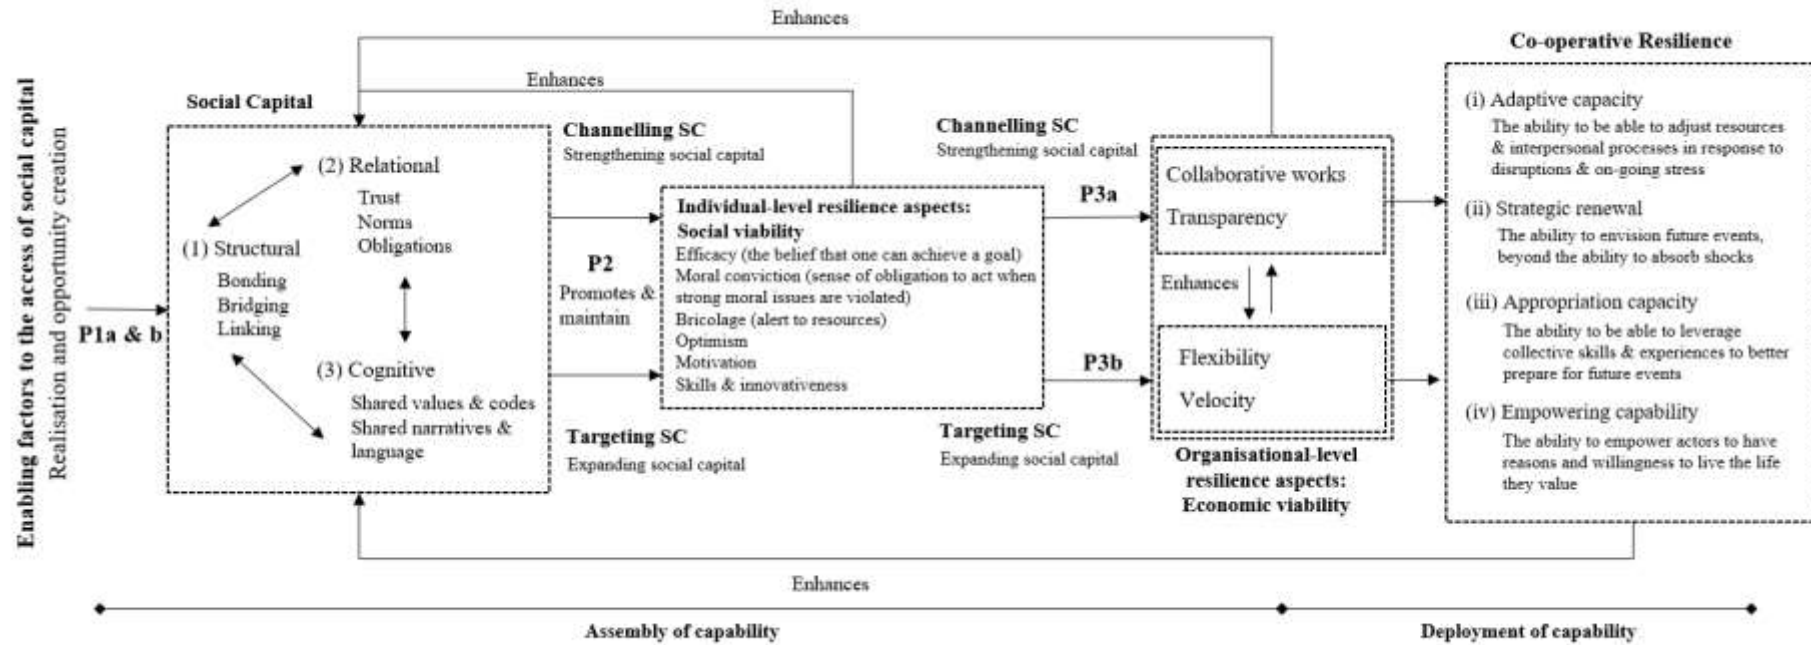 Enhances
Enhances
Enabling factors to the access of social capital
Realisation and opportunity creation
P1a & b
Social Capital
(2) Relational
Trust
Norms
Obligations
(1) Structural
Bonding
Bridging
Linking
(3) Cognitive
Shared values & codes
Shared narratives &
language
Channelling SC
Strengthening social capital
P2
Promotes &
maintain
Targeting SC
Expanding social capital
Individual-level resilience aspects:
Social viability
Efficacy (the belief that one can achieve a goal)
Moral conviction (sense of obligation to act when
strong moral issues are violated)
Bricolage (alert to resources)
Optimism
Motivation
Skills & innovativeness
Channelling SC
Strengthening social capital
P3a
P3b
Targeting SC
Expanding social capital
Collaborative works
Transparency
Enhances
Flexibility
Velocity
Organisational-level
resilience aspects:
Economic viability
Co-operative Resilience
(i) Adaptive capacity
The ability to be able to adjust resources
& interpersonal processes in response to
disruptions & on-going stress
(ii) Strategic renewal
The ability to envision future events,
beyond the ability to absorb shocks
(iii) Appropriation capacity
The ability to be able to leverage
collective skills & experiences to better
prepare for future events
(iv) Empowering capability
The ability to empower actors to have
reasons and willingness to live the life
they value
Enhances
Assembly of capability
Deployment of capability